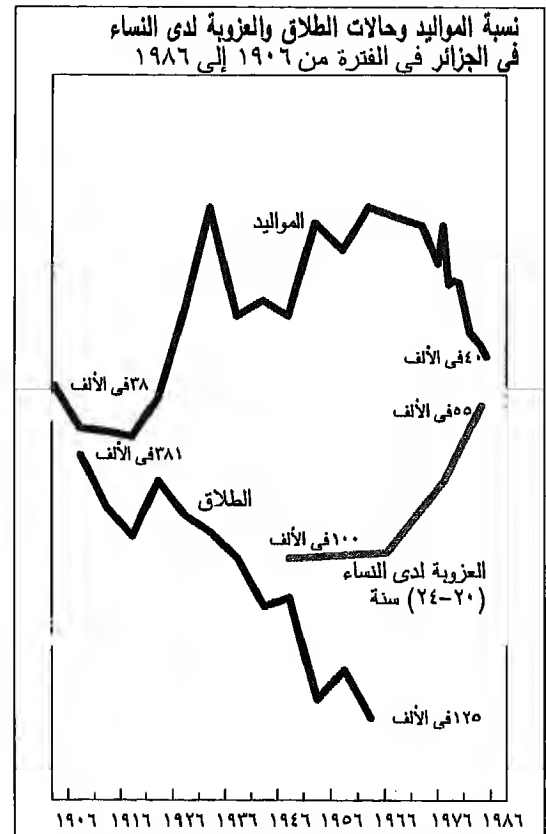 نسبة المواليد وحالات الطلاق والعزوبة لدى النساء
في الجزائر في الفترة من ١٩٠٦ إلى ١٩٨٦
المواليد
٤٠في الألف
٣٨في الألف
٥٥في الألف
٣٨١في الألف
الطلاق
١٠٠في الألف
العزوبة لدى النساء
(٢٠-٢٤) سنة
١٢٥في الألف
١٩٠٦ ١٩١٦ ١٩٢٦ ١٩٣٦ ١٩٤٦ ١٩٥٦ ١٩٦٦ ١٩٧٦ ١٩٨٦